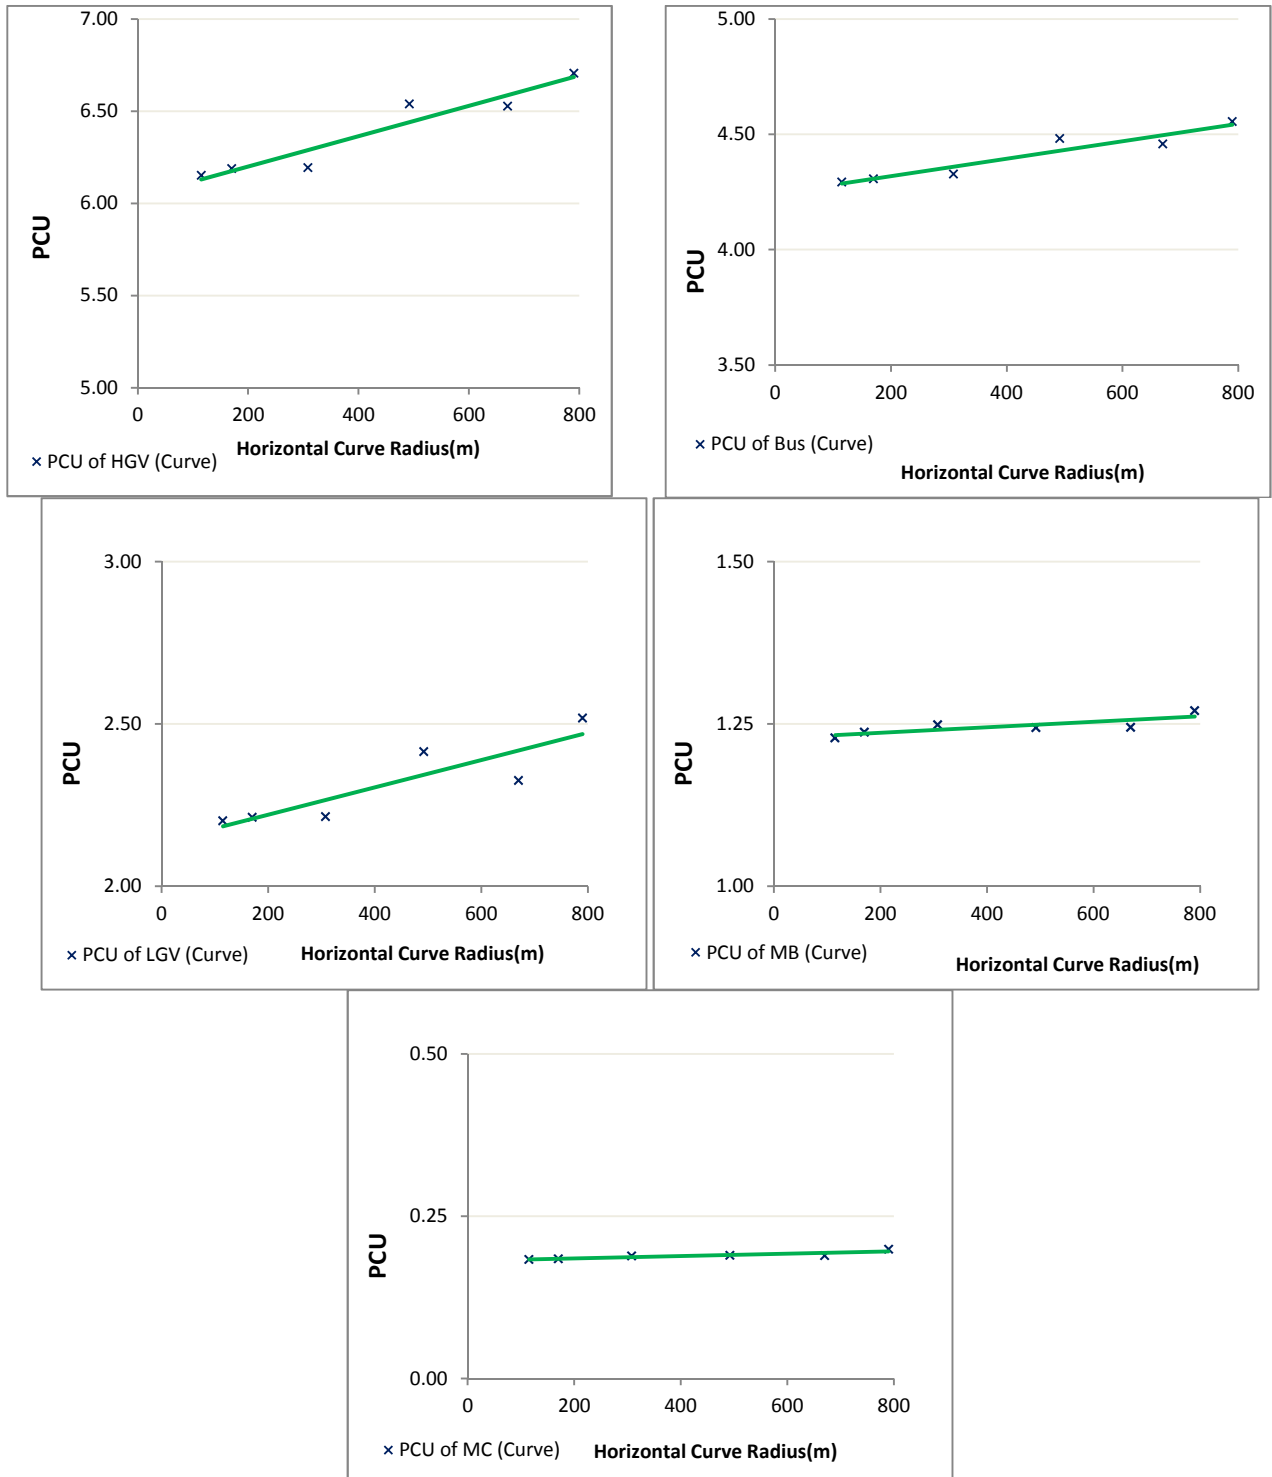 7.00
6.50
6.00
5.50
5.00
PCU
0 200 400 600 800
Horizontal Curve Radius(m)
× PCU of HGV (Curve)
5.00
4.50
4.00
3.50
PCU
0 200 400 600 800
× PCU of Bus (Curve)
Horizontal Curve Radius(m)
3.00
2.50
2.00
PCU
0 200 400 600 800
× PCU of LGV (Curve) Horizontal Curve Radius(m)
1.50
1.25
1.00
PCU
0 200 400 600 800
× PCU of MB (Curve)
Horizontal Curve Radius(m)
0.50
0.25
0.00
PCU
0 200 400 600 800
× PCU of MC (Curve) Horizontal Curve Radius(m)